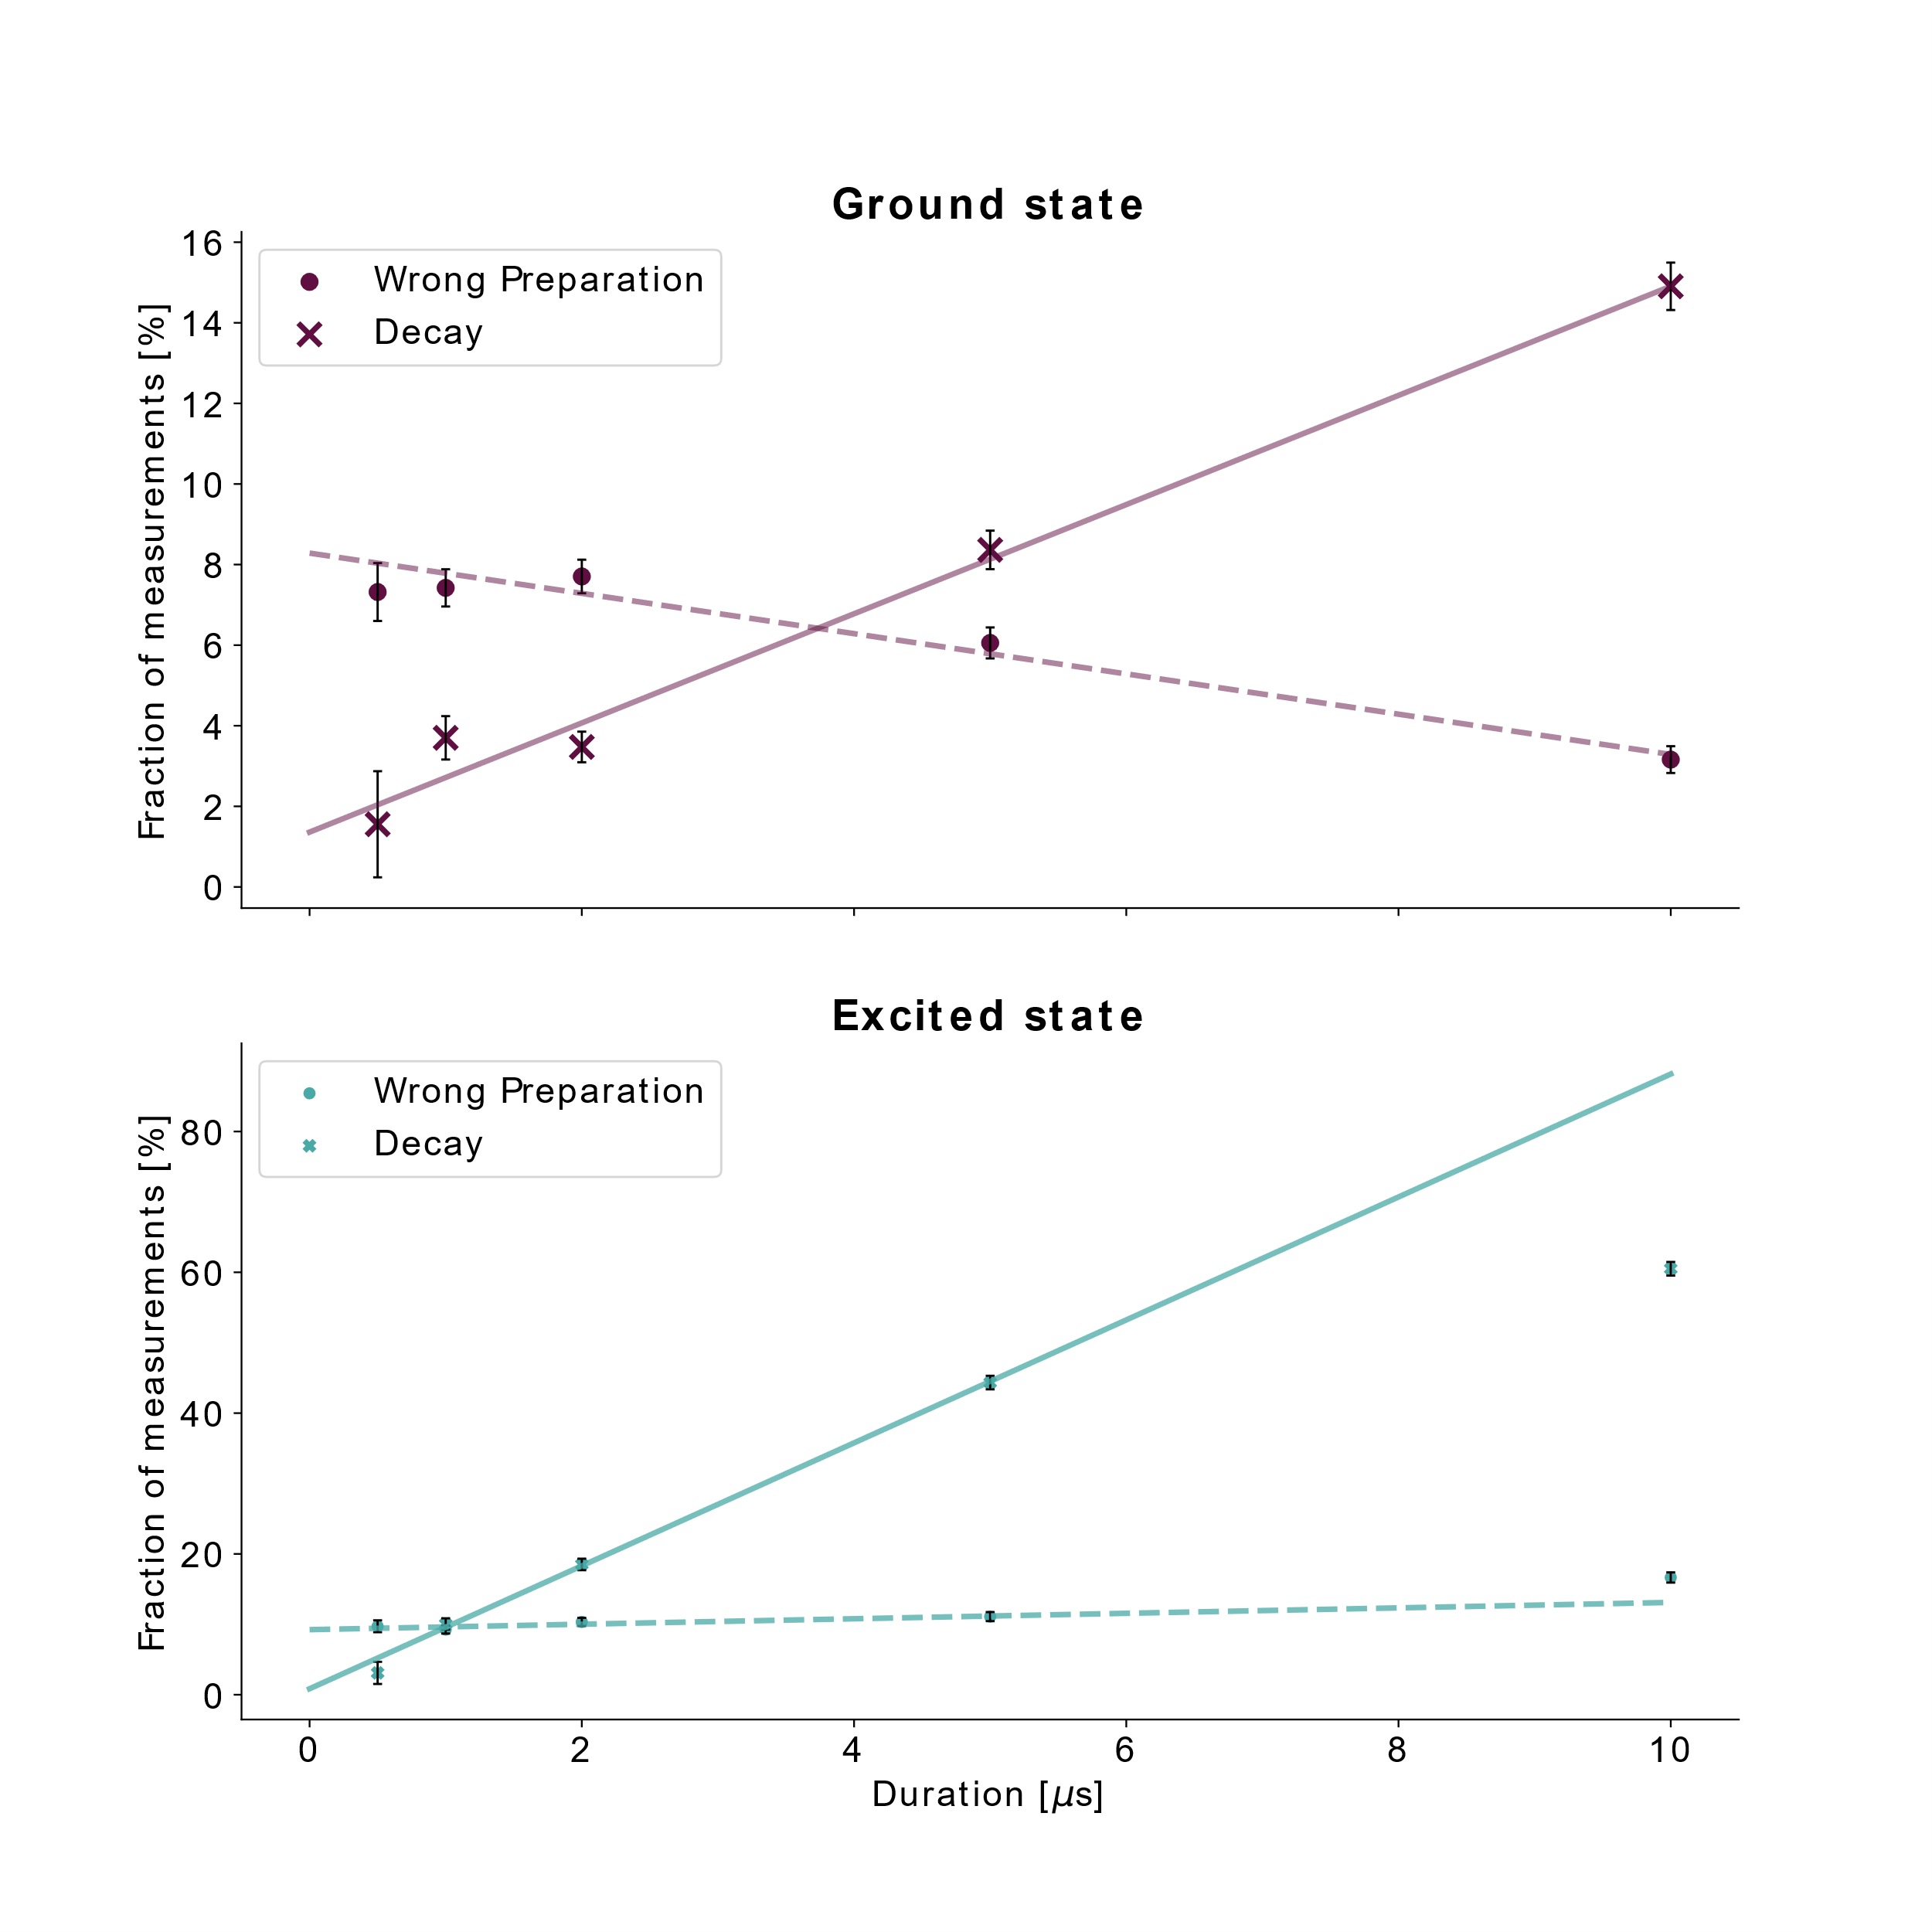 Ground state
Fraction of measurements [%]
16
14
12
10
8
6
4
2
0
Wrong Preparation
Decay
Excited state
Fraction of measurements [%]
80
60
40
20
0
Wrong Preparation
Decay
0 2 4 6 8 10
Duration [μs]